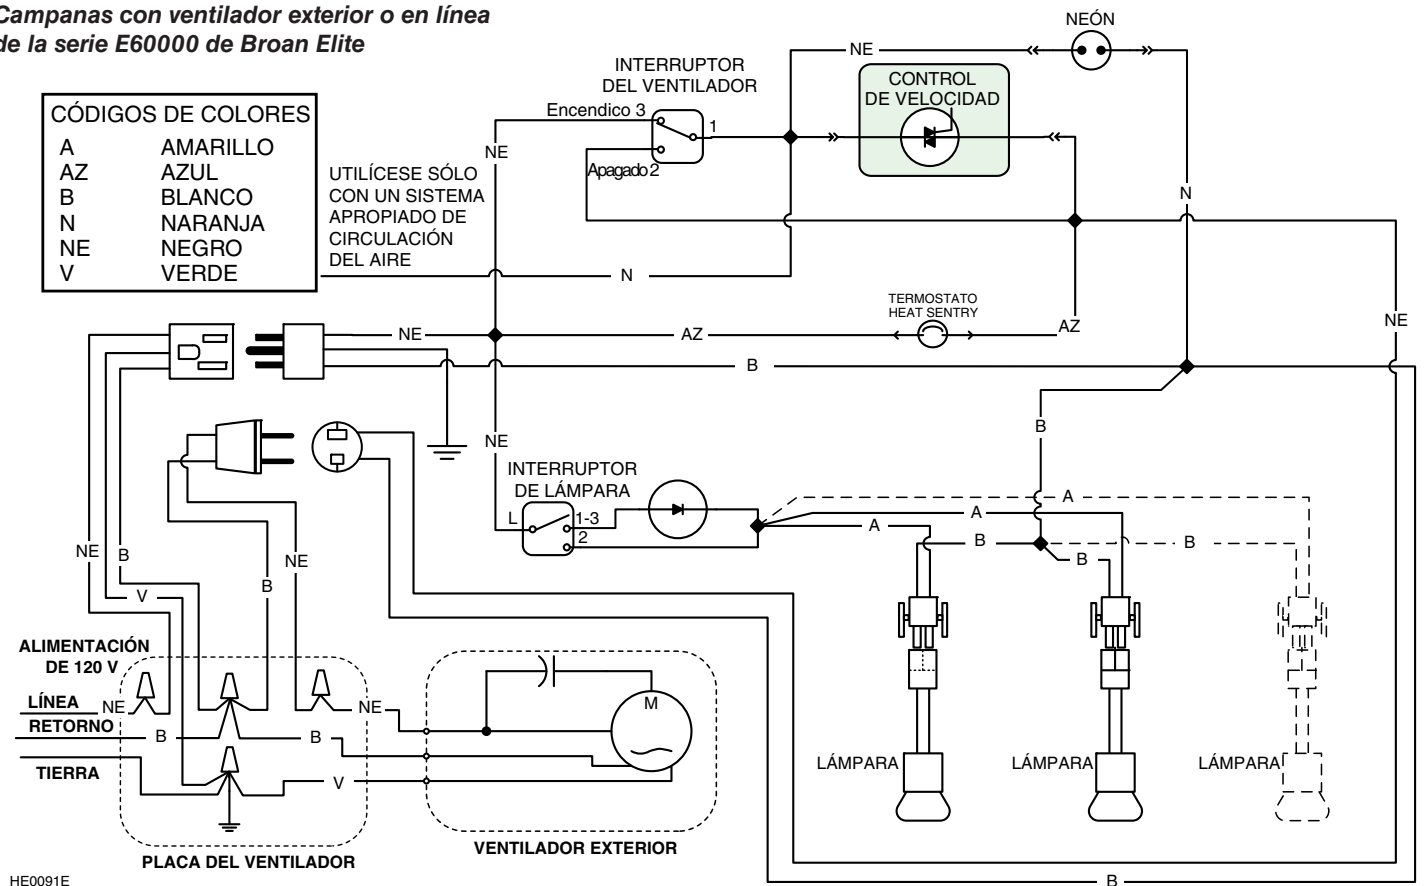 Campanas con ventilador exterior o en línea
de la serie E60000 de Broan Elite
CÓDIGOS DE COLORES
A AMARILLO
AZ AZUL
B BLANCO
N NARANJA
NE NEGRO
V VERDE
UTILÍCESE SÓLO
CON UN SISTEMA
APROPIADO DE
CIRCULACIÓN
DEL AIRE
INTERRUPTOR
DEL VENTILADOR
Encendico 3
1
Apagado 2
NE
NE
NEÓN
CONTROL
DE VELOCIDAD
N
N
TERMOSTATO
HEAT SENTRY
NE
AZ
AZ
NE
B
B
NE
INTERRUPTOR
DE LÁMPARA
L
1-3
2
A
A
A
B
B
B
NE
B
V
B
NE
ALIMENTACIÓN
DE 120 V
LÍNEA
NE
RETORNO
B
TIERRA
NE
B
V
M
PLACA DEL VENTILADOR
VENTILADOR EXTERIOR
LÁMPARA
LÁMPARA
LÁMPARA
B
HE0091E